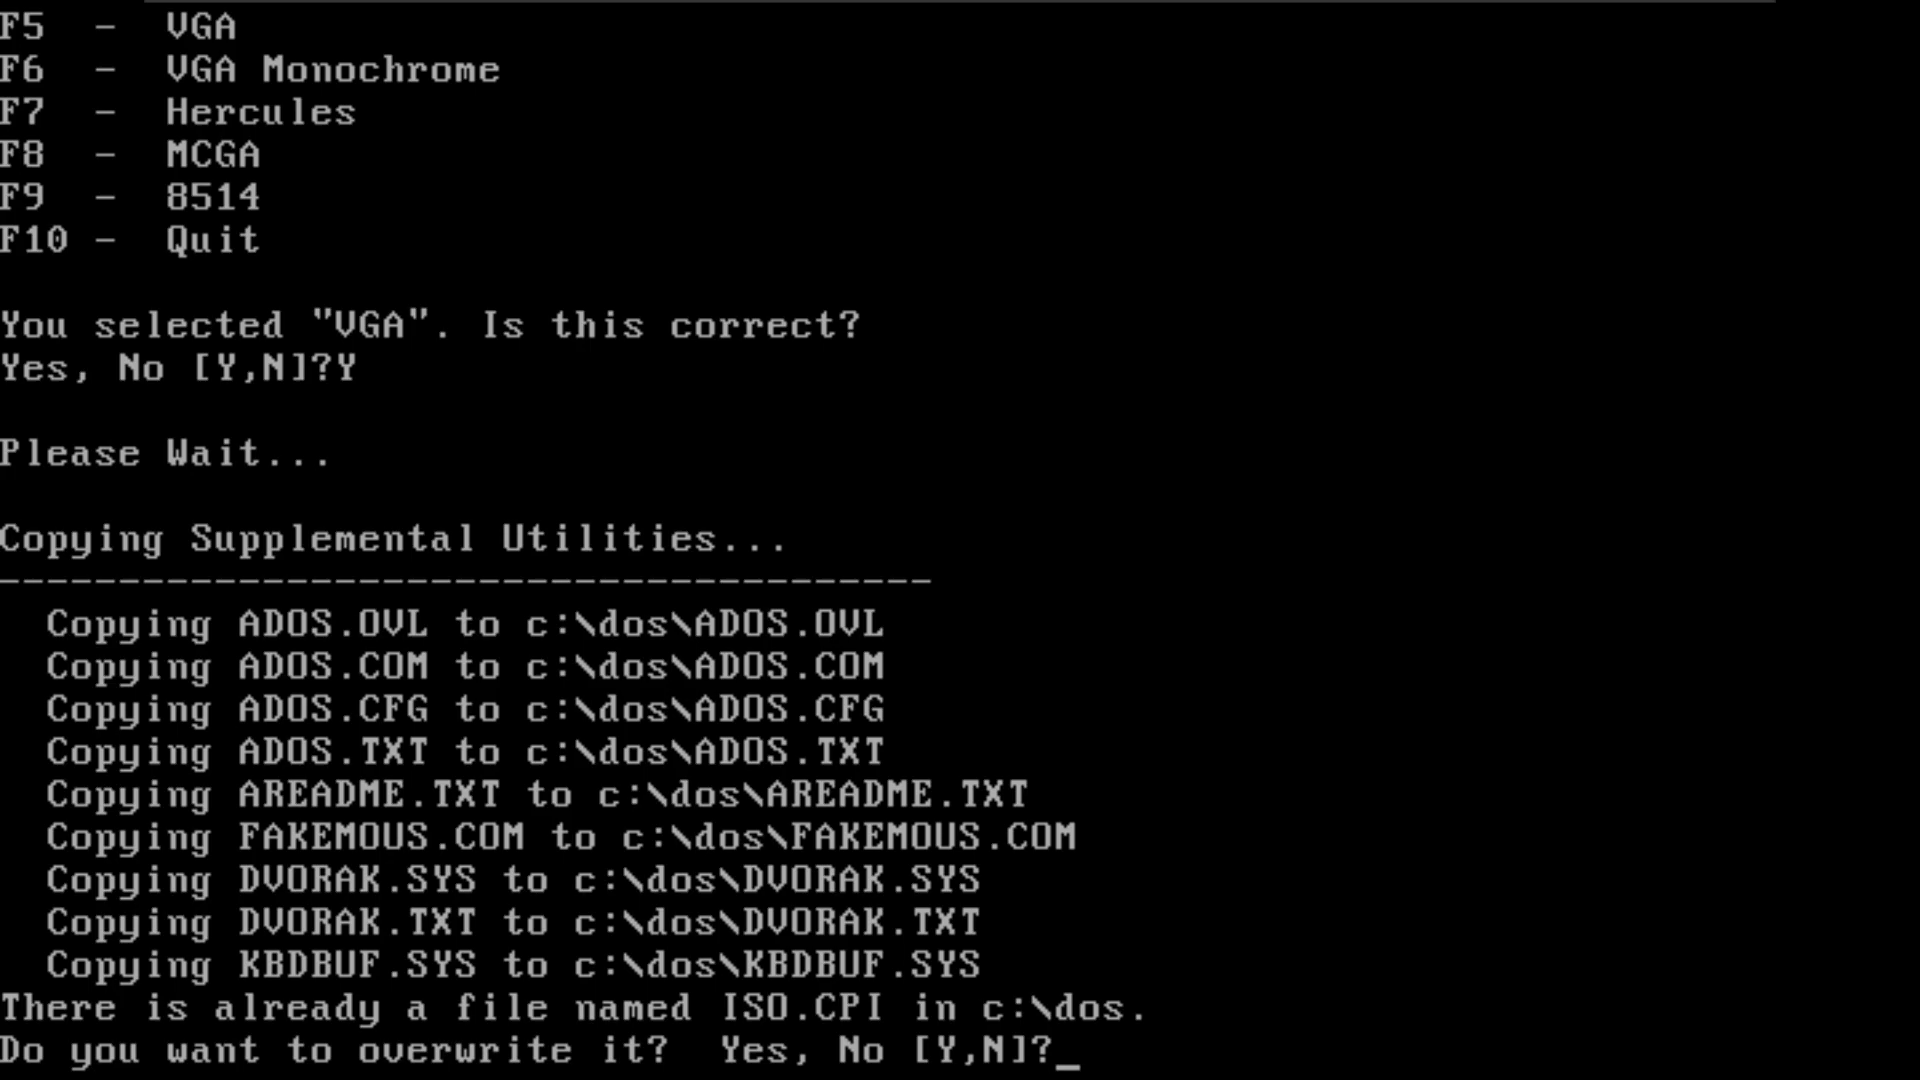 F5  -  VGA
F6  -  VGA Monochrome
F7  -  Hercules
F8  -  MCGA
F9  -  8514
F10 -  Quit
You selected "VGA". Is this correct?
Yes, No [Y,N]?Y
Please Wait...
Copying Supplemental Utilities...
---------------------------------------
  Copying ADOS.OVL to c:\dos\ADOS.OVL
  Copying ADOS.COM to c:\dos\ADOS.COM
  Copying ADOS.CFG to c:\dos\ADOS.CFG
  Copying ADOS.TXT to c:\dos\ADOS.TXT
  Copying AREADME.TXT to c:\dos\AREADME.TXT
  Copying FAKEMOUS.COM to c:\dos\FAKEMOUS.COM
  Copying DVORAK.SYS to c:\dos\DVORAK.SYS
  Copying DVORAK.TXT to c:\dos\DVORAK.TXT
  Copying KBDBUF.SYS to c:\dos\KBDBUF.SYS
There is already a file named ISO.CPI in c:\dos.
Do you want to overwrite it?  Yes, No [Y,N]?_